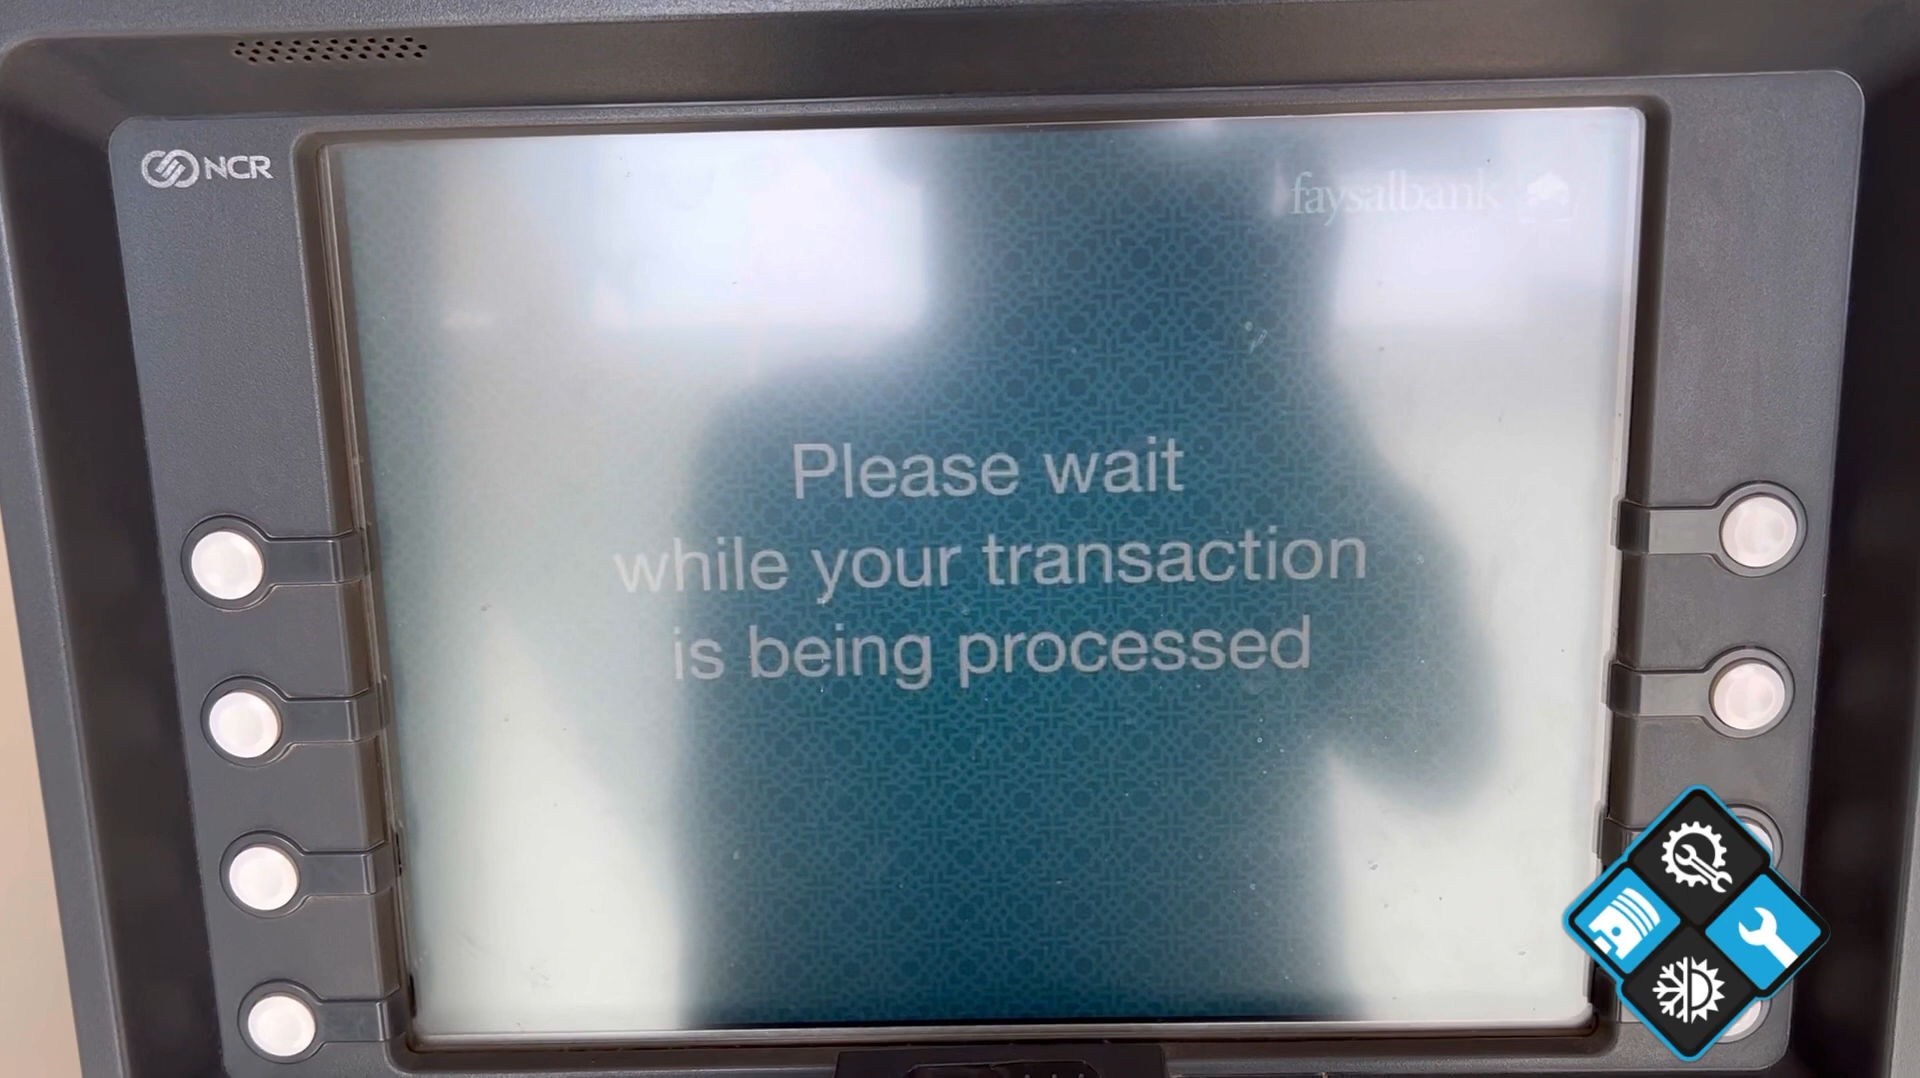 NCR
faysalbank
Please wait
while your transaction
is being processed